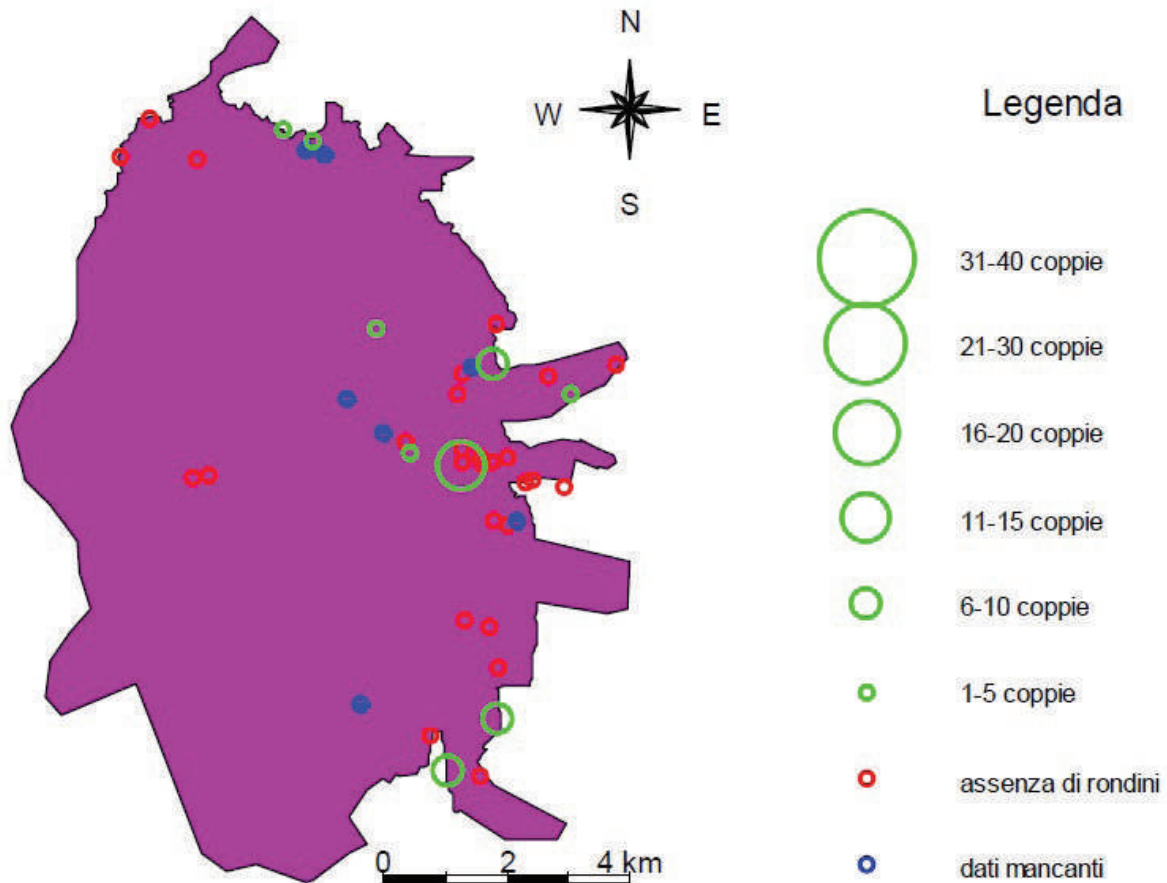 N
W E
S
Legenda
31-40 coppie
21-30 coppie
16-20 coppie
11-15 coppie
6-10 coppie
1-5 coppie
assenza di rondini
dati mancanti
0 2 4 km